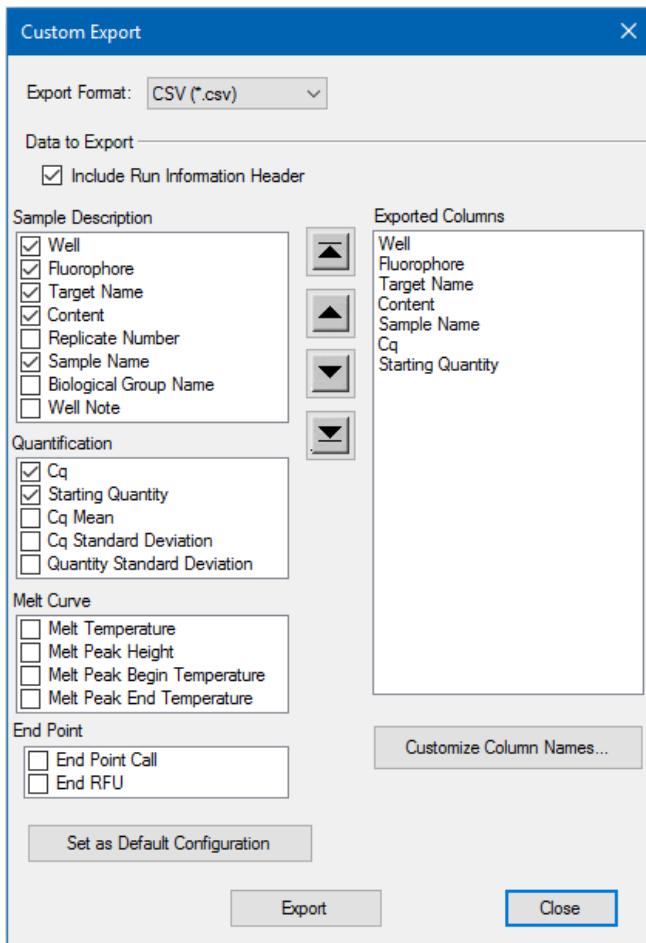 Custom Export
Export Format: CSV (*.csv)
Data to Export
Include Run Information Header
Sample Description
Well
Fluorophore
Target Name
Content
Replicate Number
Sample Name
Biological Group Name
Well Note
Quantification
Cq
Starting Quantity
Cq Mean
Cq Standard Deviation
Quantity Standard Deviation
Melt Curve
Melt Temperature
Melt Peak Height
Melt Peak Begin Temperature
Melt Peak End Temperature
End Point
End Point Call
End RFU
Set as Default Configuration
Exported Columns
Well
Fluorophore
Target Name
Content
Sample Name
Cq
Starting Quantity
Customize Column Names...
Export
Close